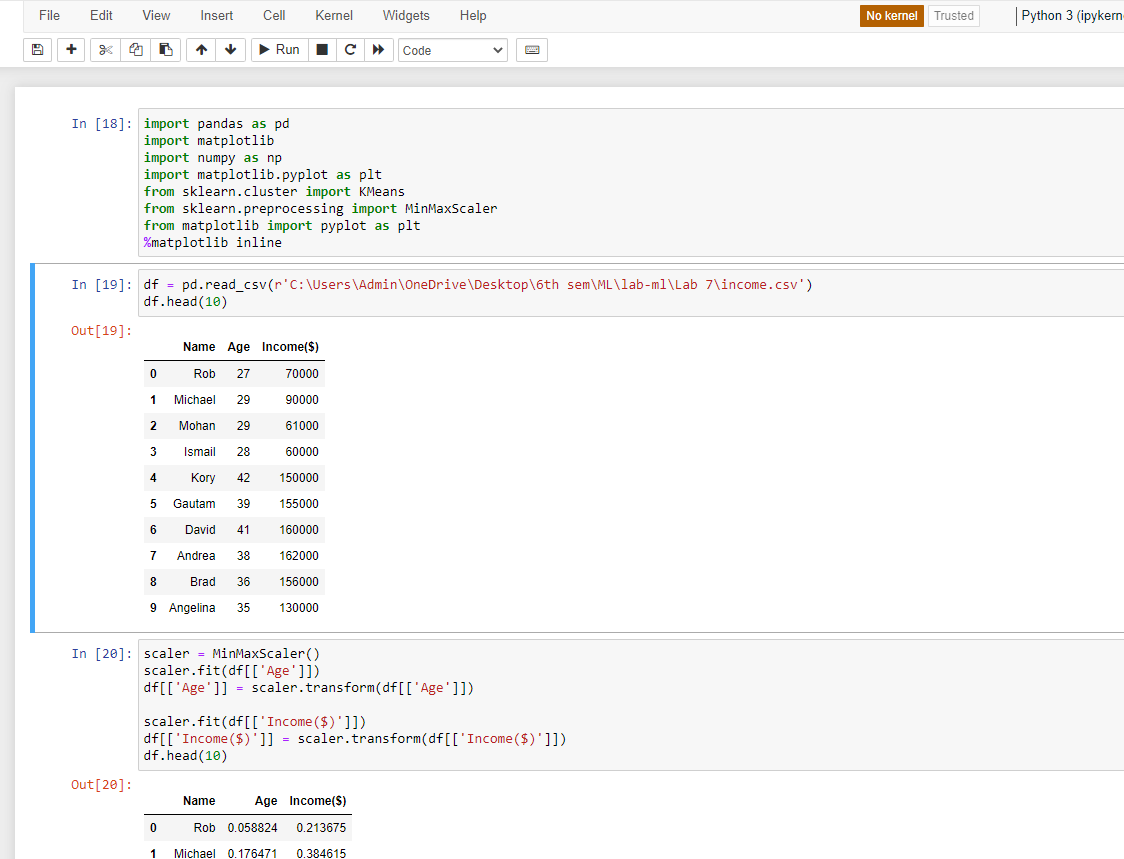 File Edit View Insert Cell Kernel Widgets Help No kernel Trusted Python 3 (ipykern
Run Code
In [18]: import pandas as pd
import matplotlib
import numpy as np
import matplotlib.pyplot as plt
from sklearn.cluster import KMeans
from sklearn.preprocessing import MinMaxScaler
from matplotlib import pyplot as plt
%matplotlib inline
In [19]: df = pd.read_csv(r'C:\Users\Admin\OneDrive\Desktop\6th sem\ML\lab-ml\Lab 7\income.csv')
df.head(10)
Out[19]:
Name Age Income($)
0 Rob 27 70000
1 Michael 29 90000
2 Mohan 29 61000
3 Ismail 28 60000
4 Kory 42 150000
5 Gautam 39 155000
6 David 41 160000
7 Andrea 38 162000
8 Brad 36 156000
9 Angelina 35 130000
In [20]: scaler = MinMaxScaler()
scaler.fit(df[['Age']])
df[['Age']] = scaler.transform(df[['Age']])
scaler.fit(df[['Income($)']])
df[['Income($)']] = scaler.transform(df[['Income($)']])
df.head(10)
Out[20]:
Name Age Income($)
0 Rob 0.058824 0.213675
1 Michael 0.176471 0.384615